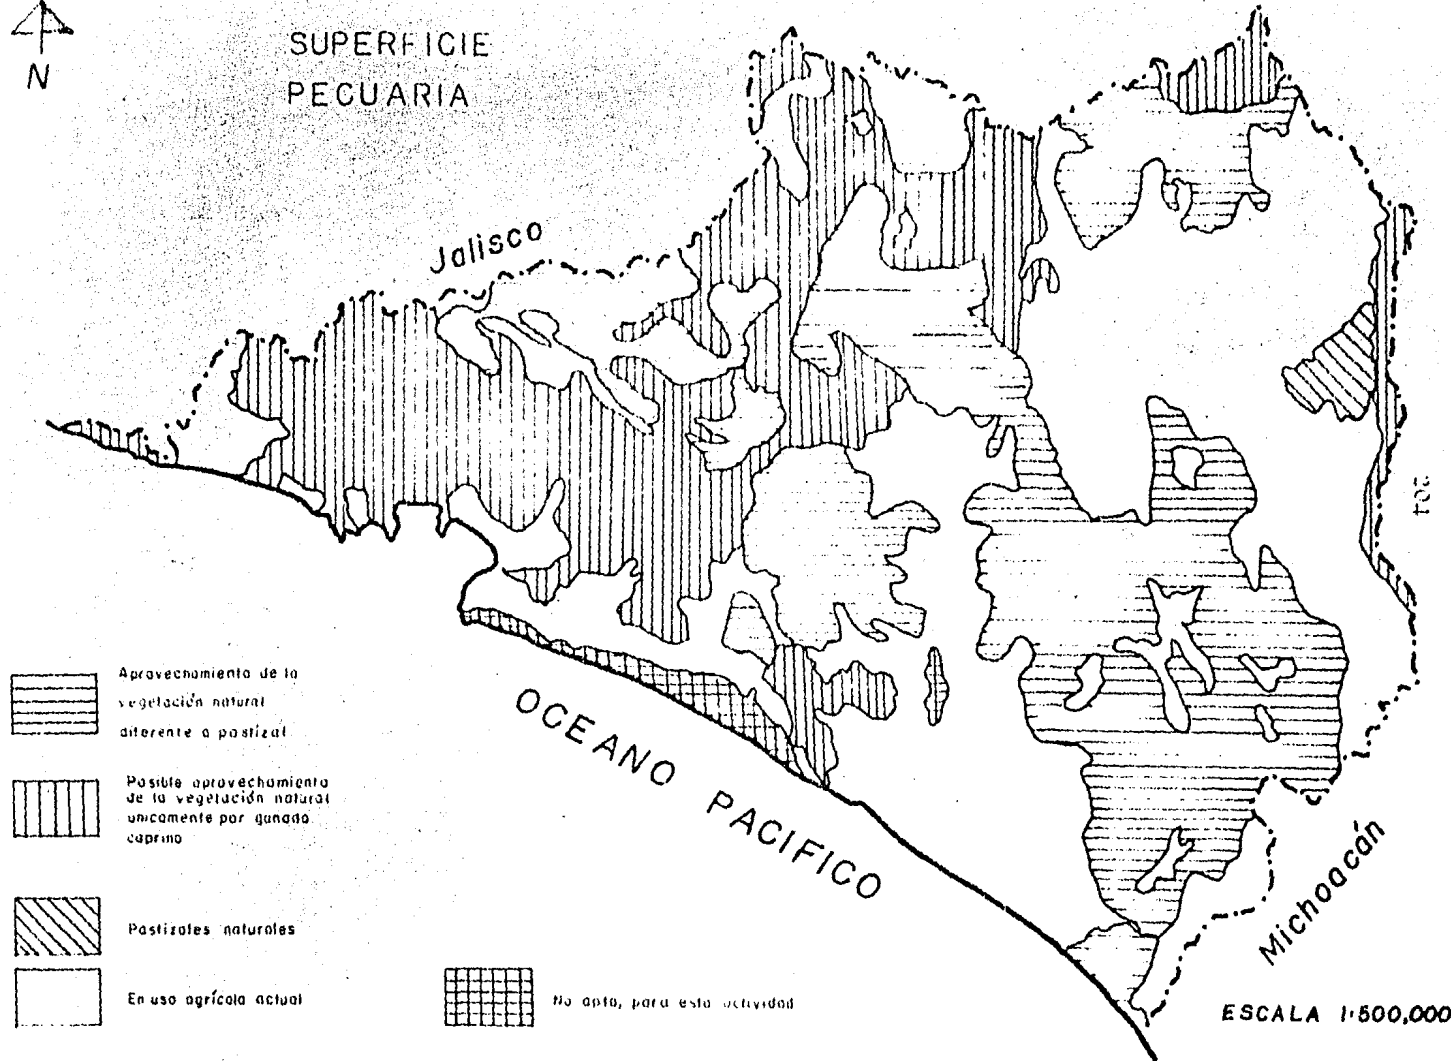 N
SUPERFICIE
PECUARIA
Jalisco
201
Aprovechamiento de la
vegetación natural
diferente a pastizal
Posible aprovechamiento
de la vegetación natural
unicamente por ganado
caprino
Pastizales naturales
En uso agrícola actual
No apto, para esta actividad
OCEANO PACIFICO
Michoacán
ESCALA 1:500,000